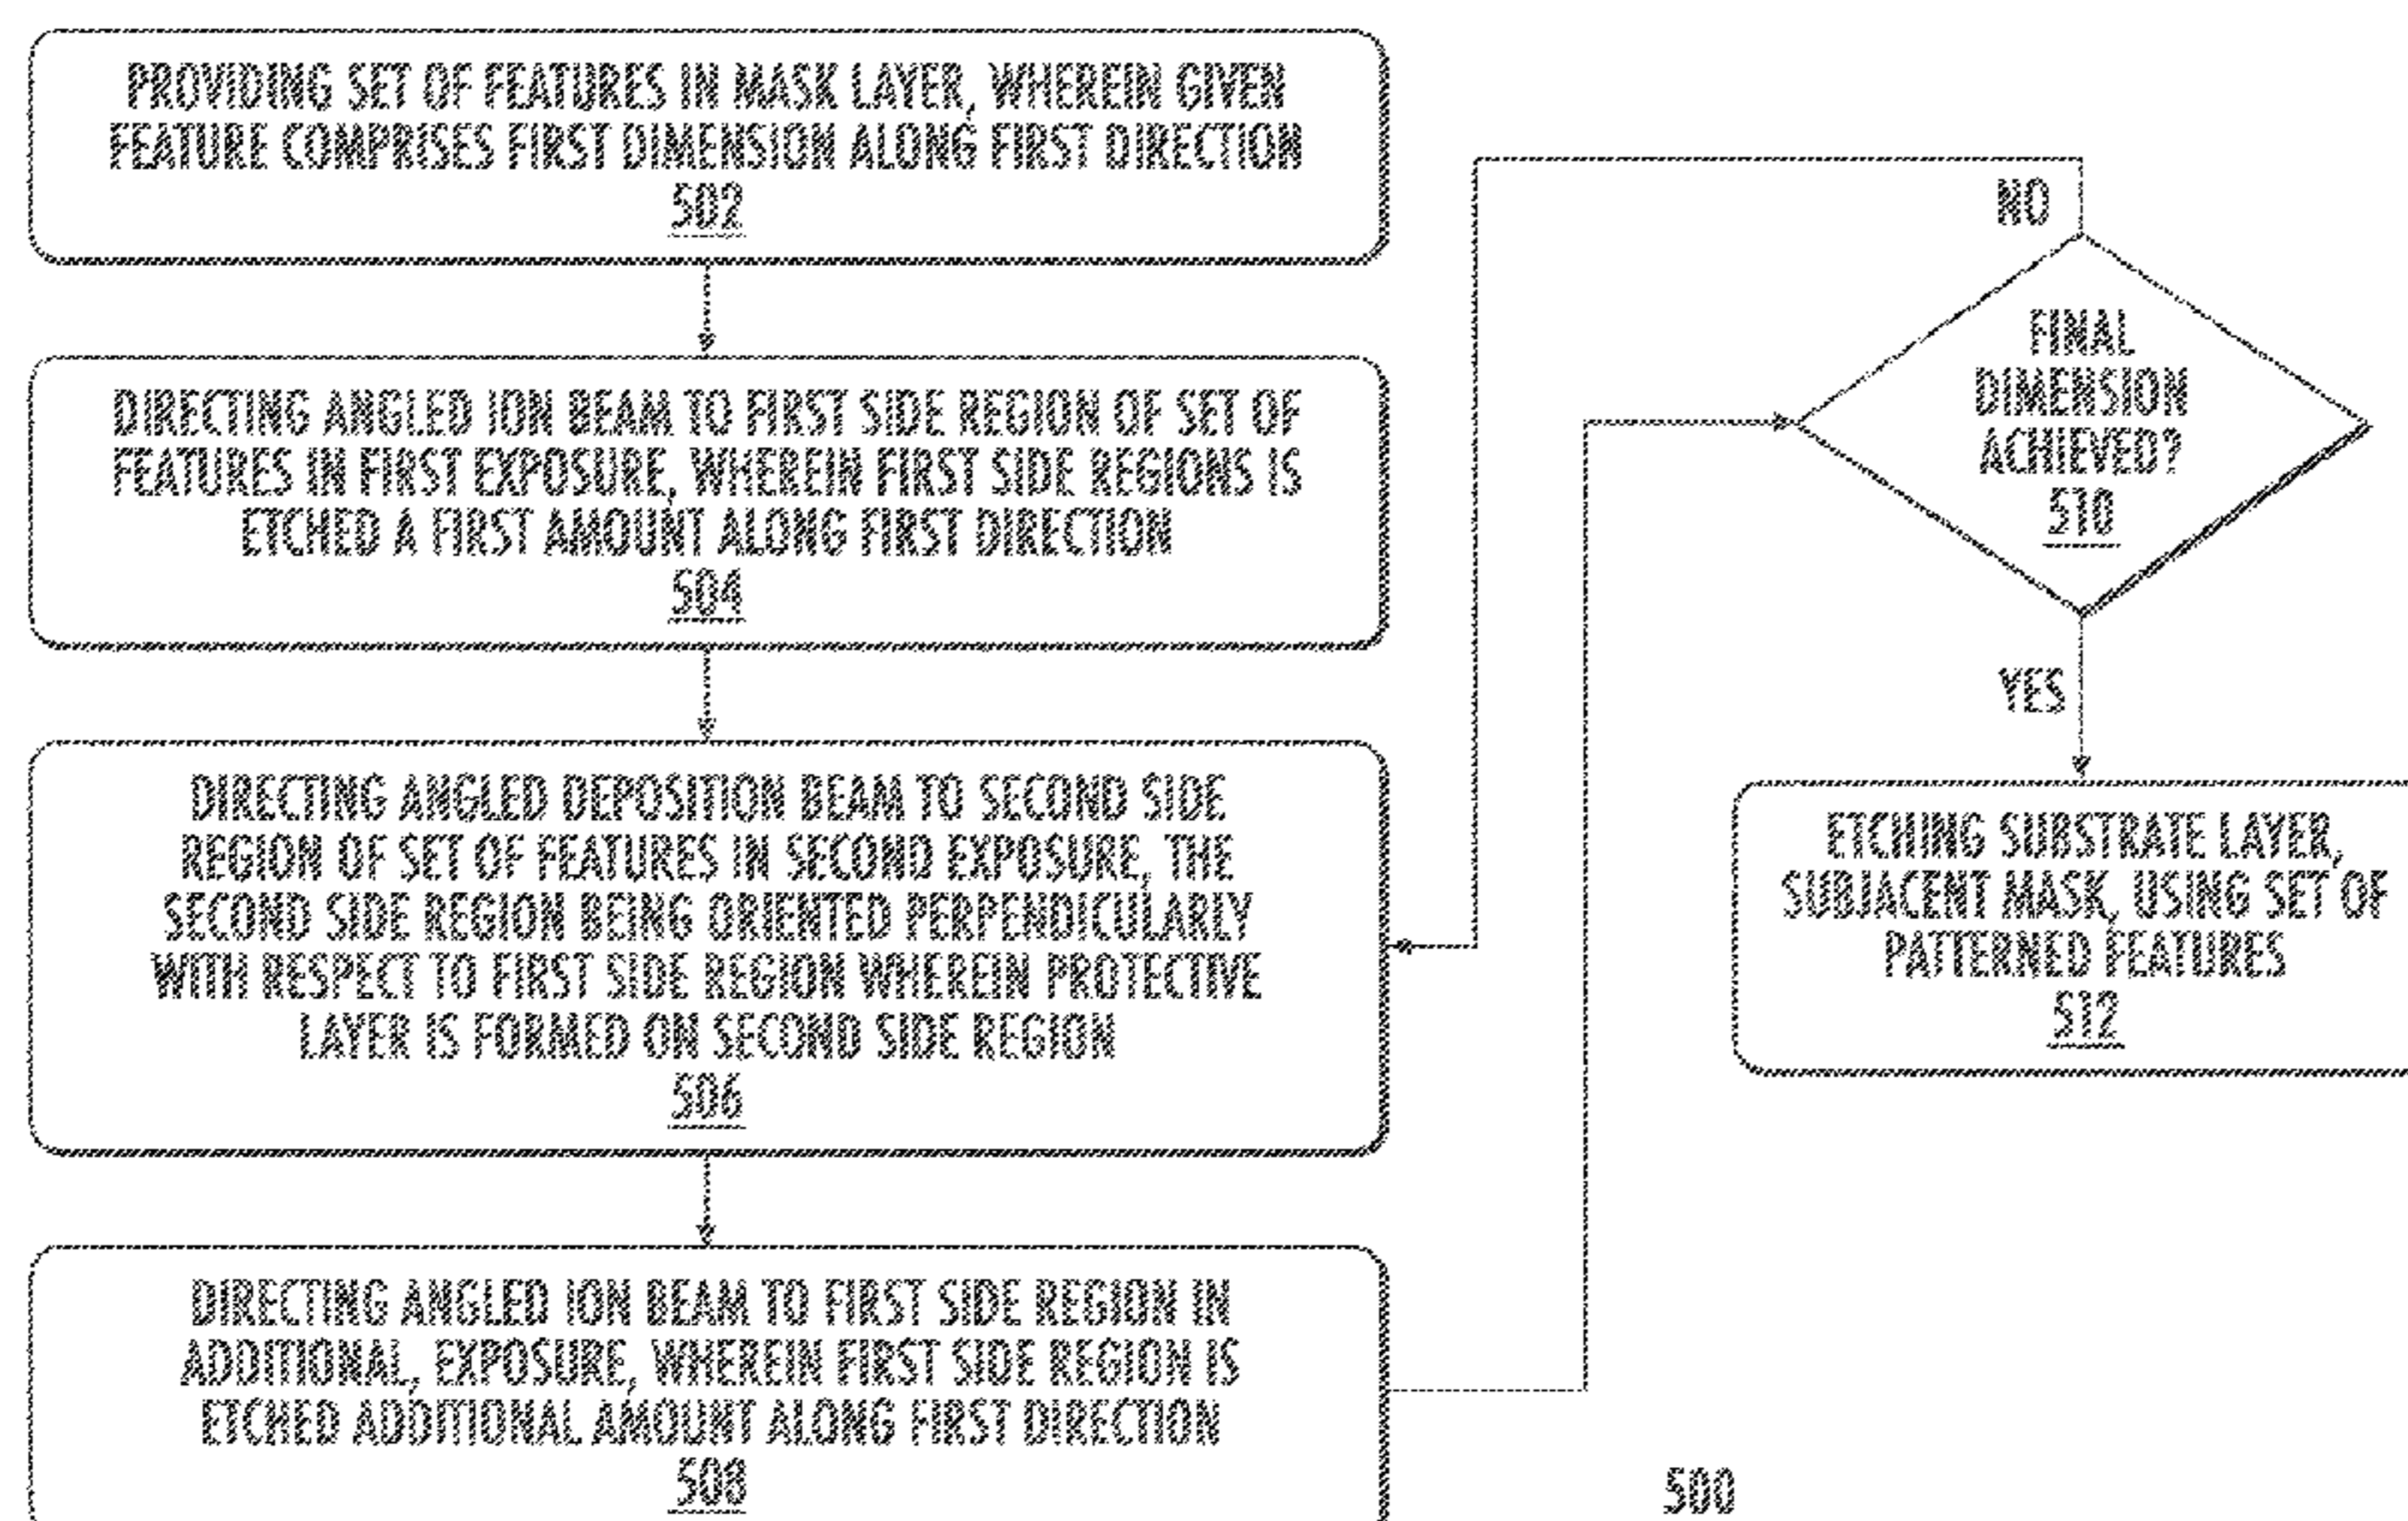 PROVIDING SET OF FEATURES IN MASK LAYER, WHEREIN GIVEN
FEATURE COMPRISES FIRST DIMENSION ALONG FIRST DIRECTION
502
DIRECTING ANGLED ION BEAM TO FIRST SIDE REGION OF SET OF
FEATURES IN FIRST EXPOSURE, WHEREIN FIRST SIDE REGIONS IS
ETCHED A FIRST AMOUNT ALONG FIRST DIRECTION
504
DIRECTING ANGLED DEPOSITION BEAM TO SECOND SIDE
REGION OF SET OF FEATURES IN SECOND EXPOSURE, THE
SECOND SIDE REGION BEING ORIENTED PERPENDICULARLY
WITH RESPECT TO FIRST SIDE REGION WHEREIN PROTECTIVE
LAYER IS FORMED ON SECOND SIDE REGION
506
DIRECTING ANGLED ION BEAM TO FIRST SIDE REGION IN
ADDITIONAL, EXPOSURE, WHEREIN FIRST SIDE REGION IS
ETCHED ADDITIONAL AMOUNT ALONG FIRST DIRECTION
508
NO
FINAL
DIMENSION
ACHIEVED?
510
YES
ETCHING SUBSTRATE LAYER,
SUBJACENT MASK, USING SET OF
PATTERNED FEATURES
512
500